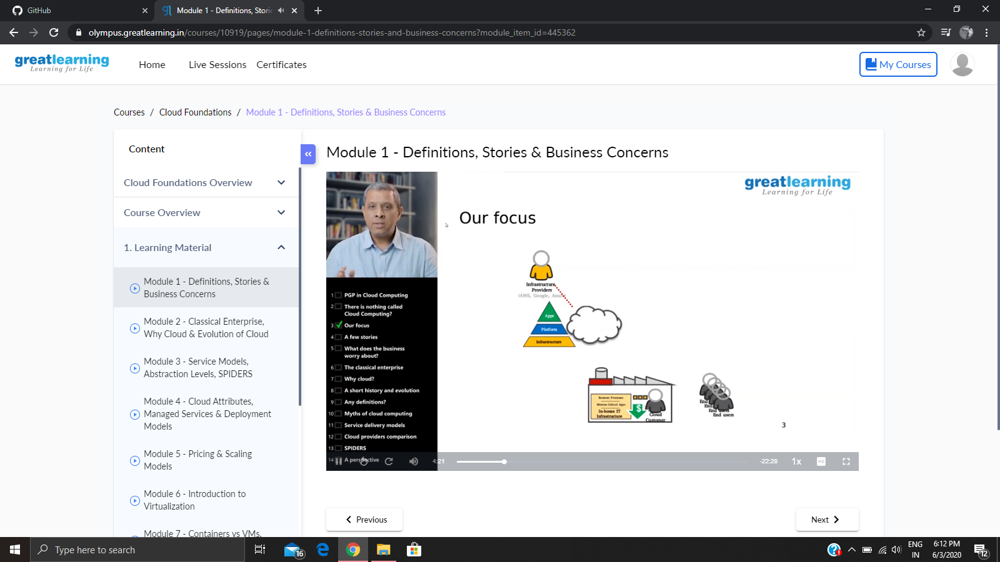 GitHub
Module 1 - Definitions, Storie
olympus.greatlearning.in/courses/10919/pages/module-1-definitions-stories-and-business-concerns?module_item_id=445362
greatlearning
Learning for Life
Home
Live Sessions
Certificates
My Courses
Courses / Cloud Foundations / Module 1 - Definitions, Stories & Business Concerns
Content
Cloud Foundations Overview
Course Overview
1. Learning Material
Module 1 - Definitions, Stories &
Business Concerns
Module 2 - Classical Enterprise,
Why Cloud & Evolution of Cloud
Module 3 - Service Models,
Abstraction Levels, SPIDERS
Module 4 - Cloud Attributes,
Managed Services & Deployment
Models
Module 5 - Pricing & Scaling
Models
Module 6 - Introduction to
Virtualization
Module 7 - Containers vs VMs,
Module 1 - Definitions, Stories & Business Concerns
greatlearning
Learning for Life
Our focus
1 PGP in Cloud Computing
2 There is nothing called
Cloud Computing?
3 Our focus
4 A few stories
5 What does the business
worry about?
6 The classical enterprise
7 Why cloud?
8 A short history and evolution
9 Any definitions?
10 Myths of cloud computing
11 Service delivery models
12 Cloud providers comparison
13 SPIDERS
14 A perspective
Infrastructure
Providers
(AWS, Google, Azure)
Apps
Platform
Infrastructure
Business Processes
Mission Critical Apps
In-house IT
Infrastructure
$
Cloud
Customer
End
End
End users
End users
3
4:21
-22:28
1x
HD
Previous
Next
Type here to search
16
ENG
IN
6:12 PM
6/3/2020
12